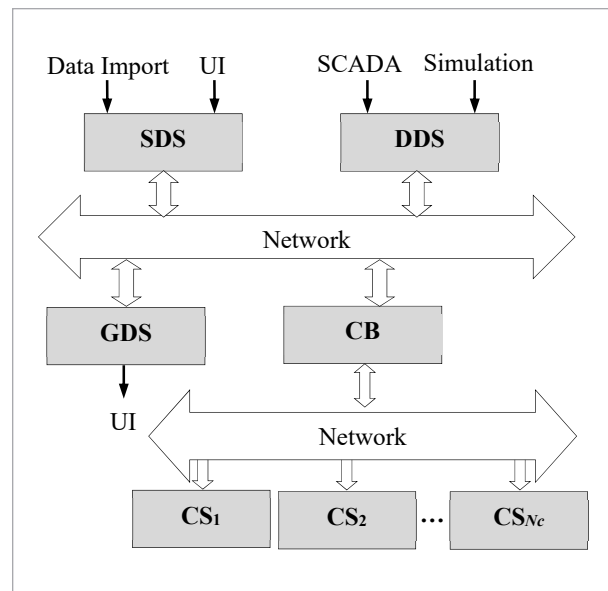 Data Import UI SCADA Simulation
SDS DDS
Network
GDS CB
UI
Network
CS1 CS2 ... CSNc